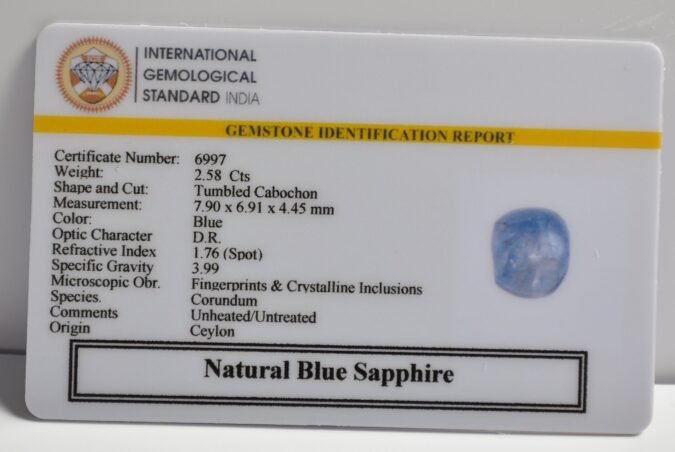 INTERNATIONAL
GEMOLOGICAL
STANDARD INDIA
GEMSTONE IDENTIFICATION REPORT
Certificate Number: 6997
Weight: 2.58 Cts
Shape and Cut: Tumbled Cabochon
Measurement: 7.90 x 6.91 x 4.45 mm
Color: Blue
Optic Character D.R.
Refractive Index 1.76 (Spot)
Specific Gravity 3.99
Microscopic Obr. Fingerprints & Crystalline Inclusions
Species. Corundum
Comments Unheated/Untreated
Origin Ceylon
Natural Blue Sapphire